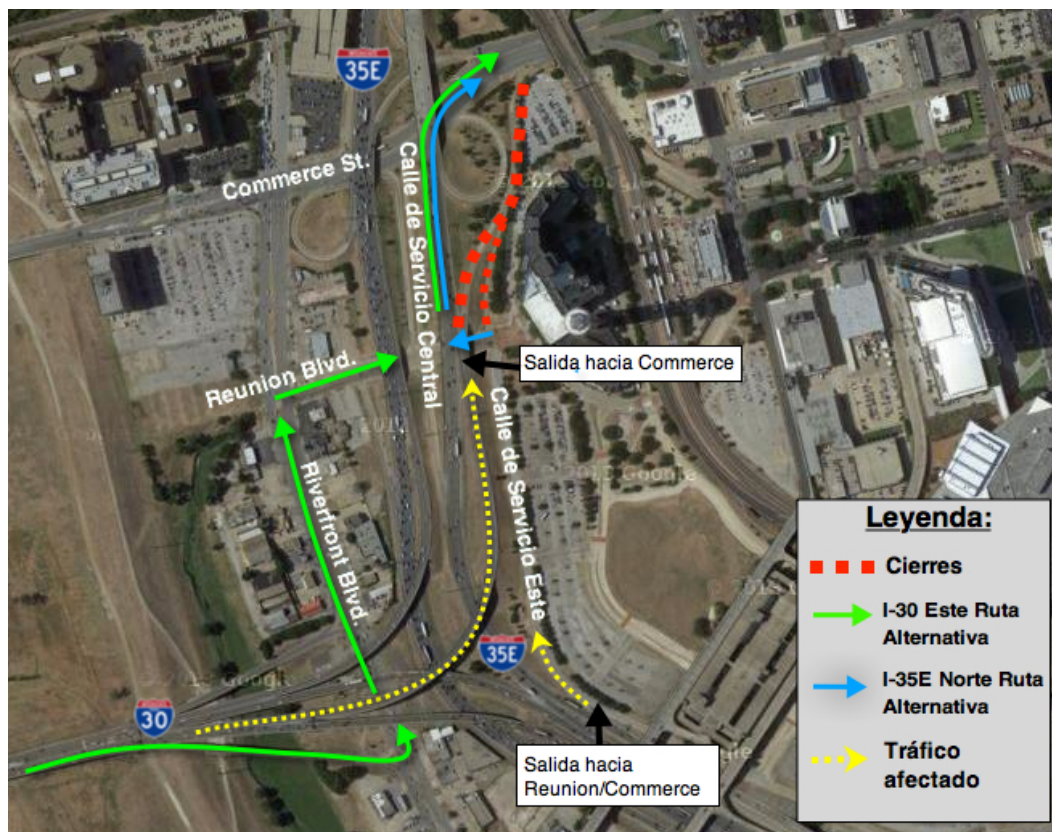 35E
Commerce St.
Calle de Servicio Central
Reunion Blvd.
Salida hacia Commerce
Calle de Servicio Este
Riverfront Blvd.
35E
30
Salida hacia
Reunion/Commerce
Leyenda:
Cierres
I-30 Este Ruta
Alternativa
I-35E Norte Ruta
Alternativa
Tráfico
afectado